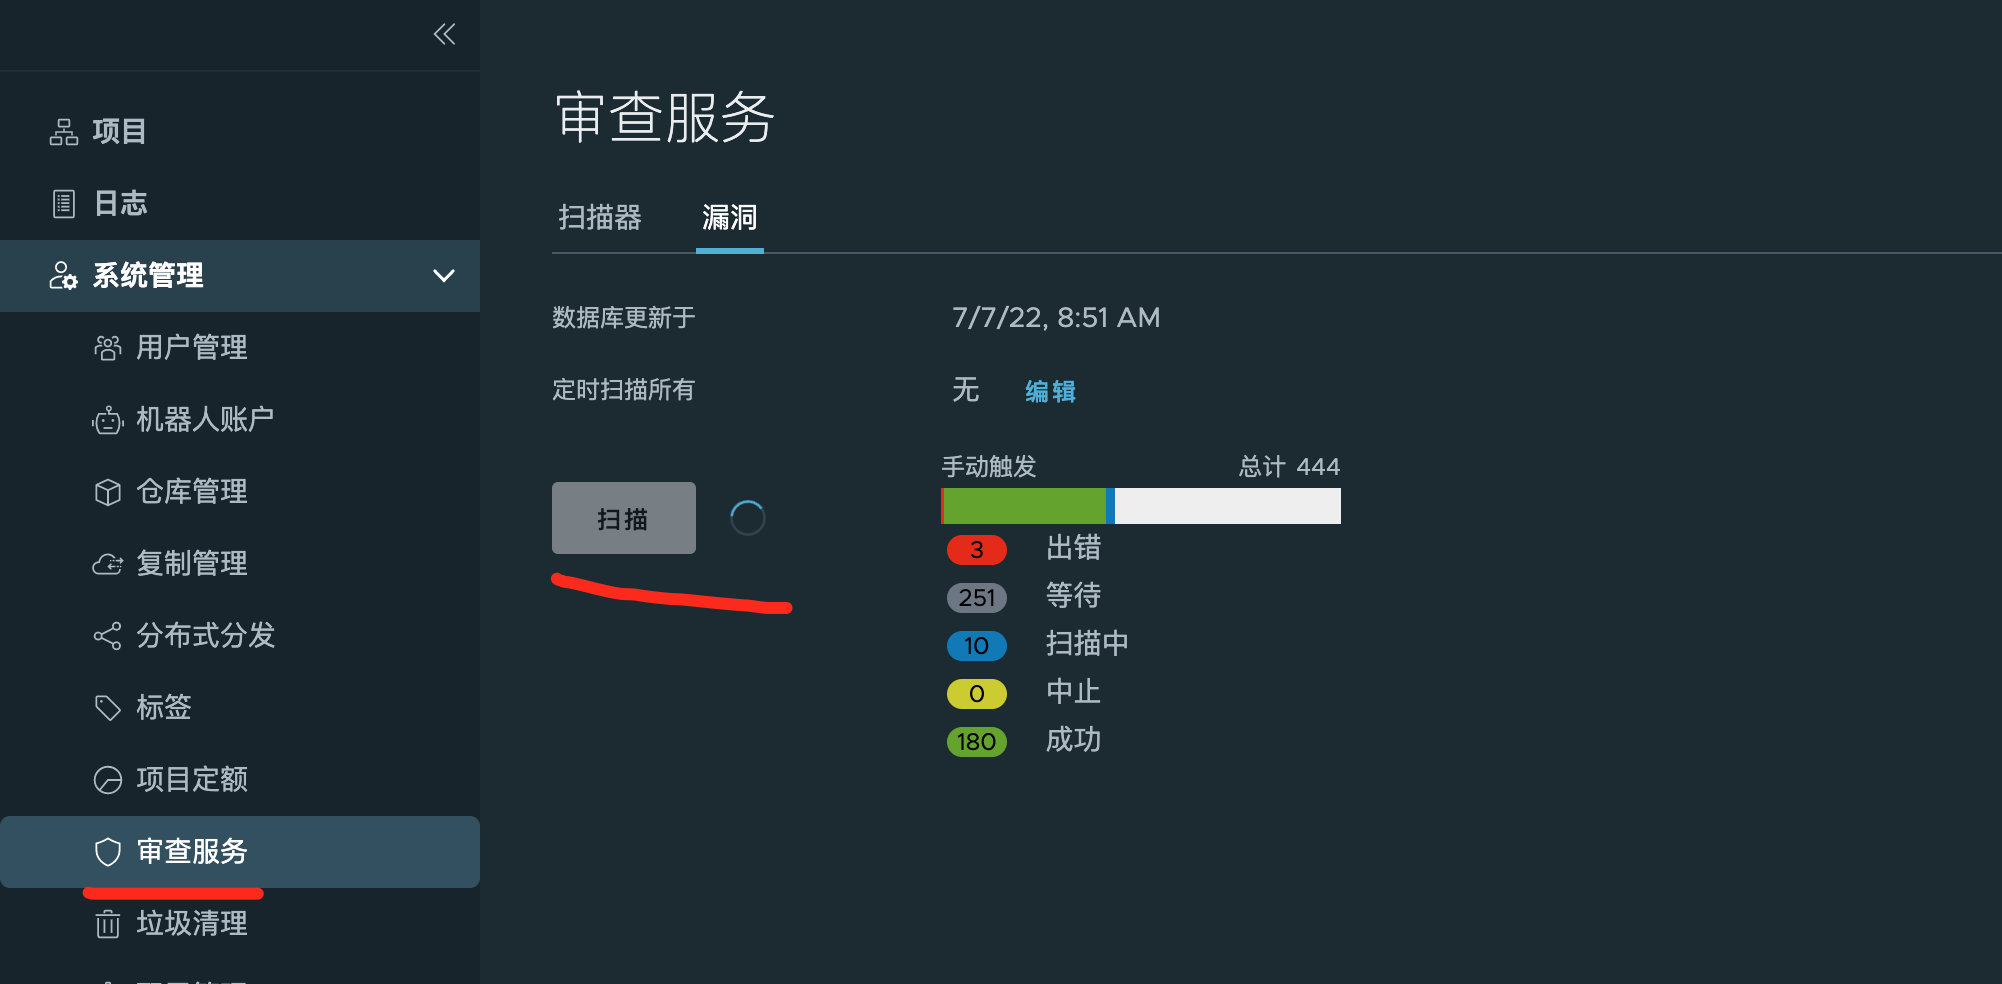 项目
日志
系统管理
用户管理
机器人账户
仓库管理
复制管理
分布式分发
标签
项目定额
审查服务
垃圾清理
审查服务
扫描器 漏洞
数据库更新于 7/7/22, 8:51 AM
定时扫描所有 无 编辑
手动触发 总计 444
扫描
3 出错
251 等待
10 扫描中
0 中止
180 成功